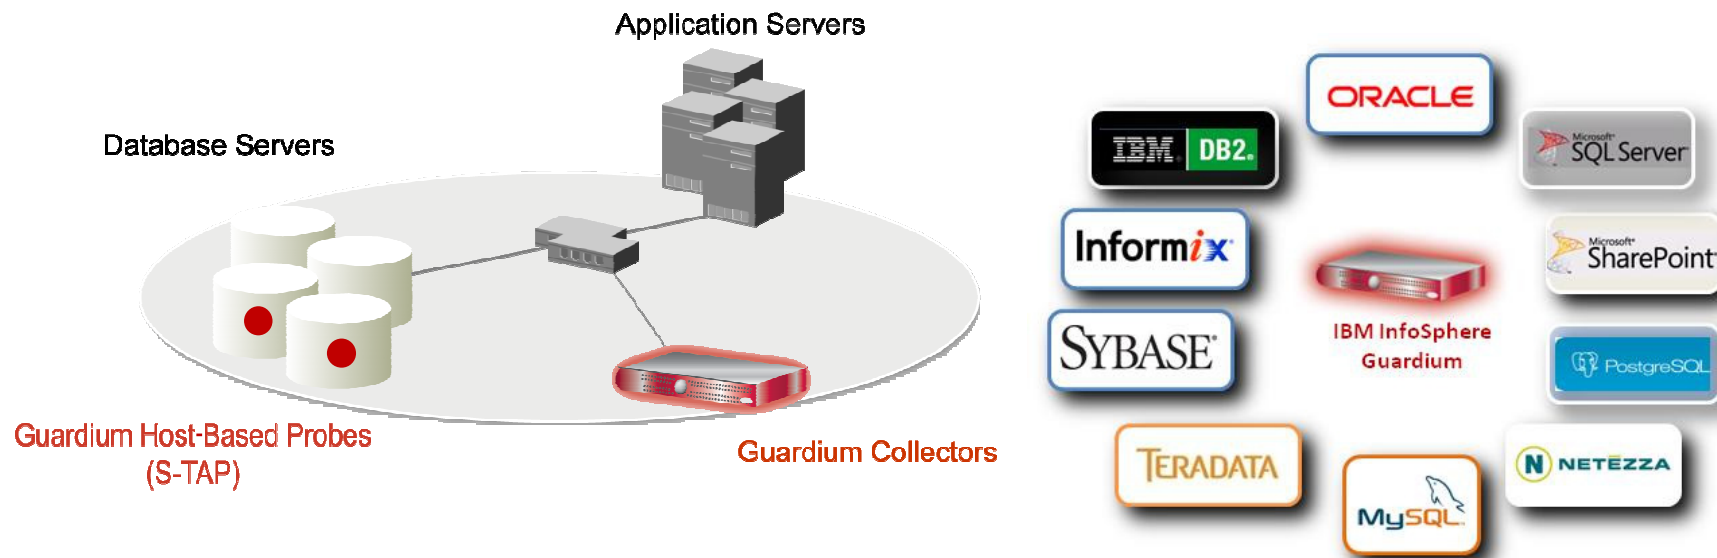 Application Servers
Database Servers
Guardium Host-Based Probes
(S-TAP)
Guardium Collectors
ORACLE
IBM. DB2.
Microsoft®
SQL Server
Informix®
Microsoft®
SharePoint
IBM InfoSphere
Guardium
SYBASE®
PostgreSQL
TERADATA
N NETEZZA
MySQL